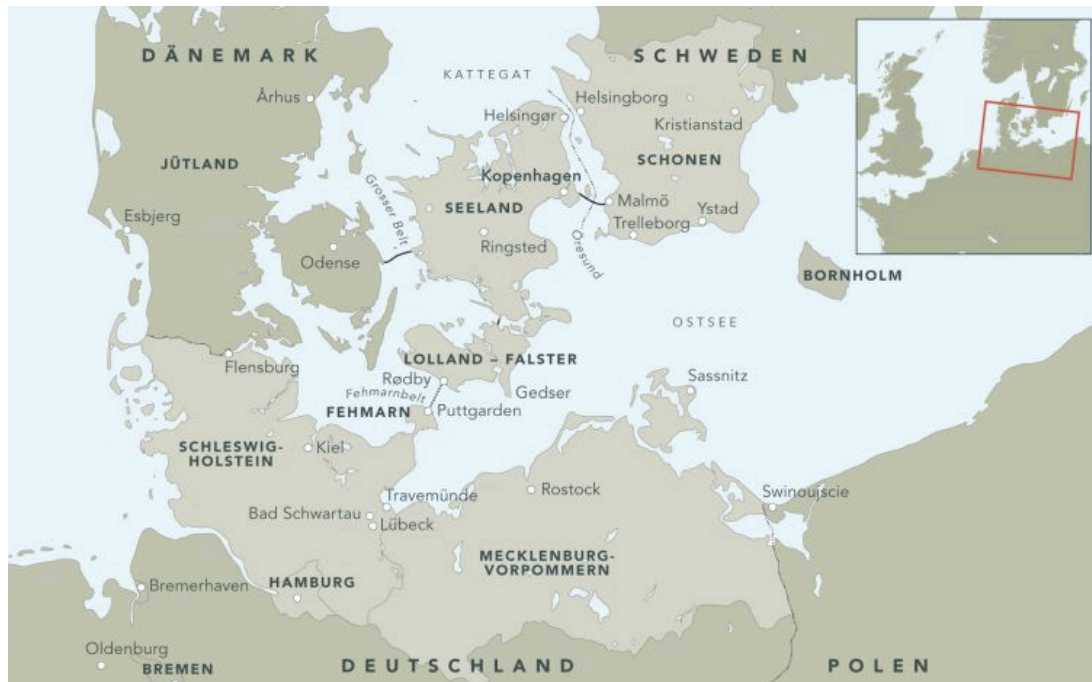 DÄNEMARK
SCHWEDEN
KATTEGAT
Århus
Helsingborg
Helsingør
Kristianstad
JÜTLAND
SCHONEN
Kopenhagen
Grosser Belt
SEELAND
Malmö
Esbjerg
Trelleborg
Ystad
Odense
Ringsted
Öresund
BORNHOLM
OSTSEE
Flensburg
LOLLAND – FALSTER
Rødby
Sassnitz
Fehmarnbelt
Gedser
FEHMARN
Puttgarden
SCHLESWIG-
HOLSTEIN
Kiel
Travemünde
Rostock
Swinoujscie
Bad Schwartau
Lübeck
MECKLENBURG-
VORPOMMERN
Bremerhaven
HAMBURG
Oldenburg
BREMEN
DEUTSCHLAND
POLEN